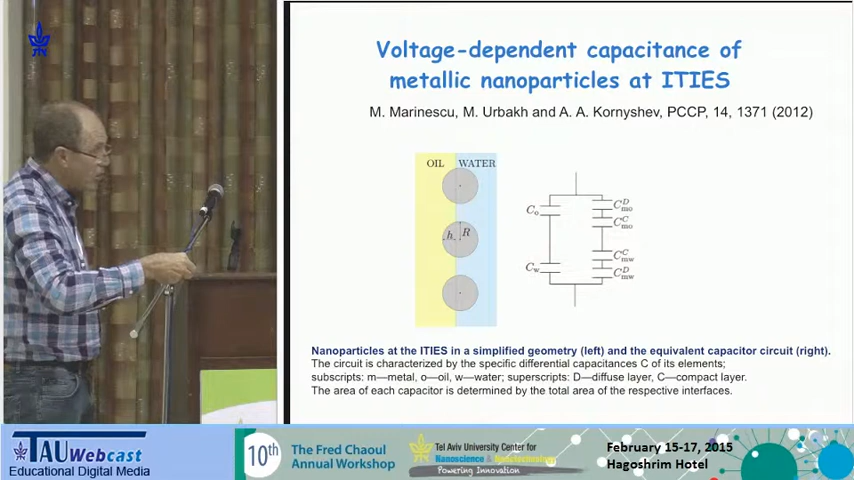 Voltage-dependent capacitance of
metallic nanoparticles at ITIES
M. Marinescu, M. Urbakh and A. A. Kornyshev, PCCP, 14, 1371 (2012)
OIL WATER
h R
C_o
C_w
C^D_mo
C^C_mo
C^C_mw
C^D_mw
Nanoparticles at the ITIES in a simplified geometry (left) and the equivalent capacitor circuit (right).
The circuit is characterized by the specific differential capacitances C of its elements;
subscripts: m—metal, o—oil, w—water; superscripts: D—diffuse layer, C—compact layer.
The area of each capacitor is determined by the total area of the respective interfaces.
TAUWebcast
Educational Digital Media
10th
The Fred Chaoul
Annual Workshop
Tel Aviv University Center for
Nanoscience & Nanotechnology
Powering Innovation
February 15-17, 2015
Hagoshrim Hotel